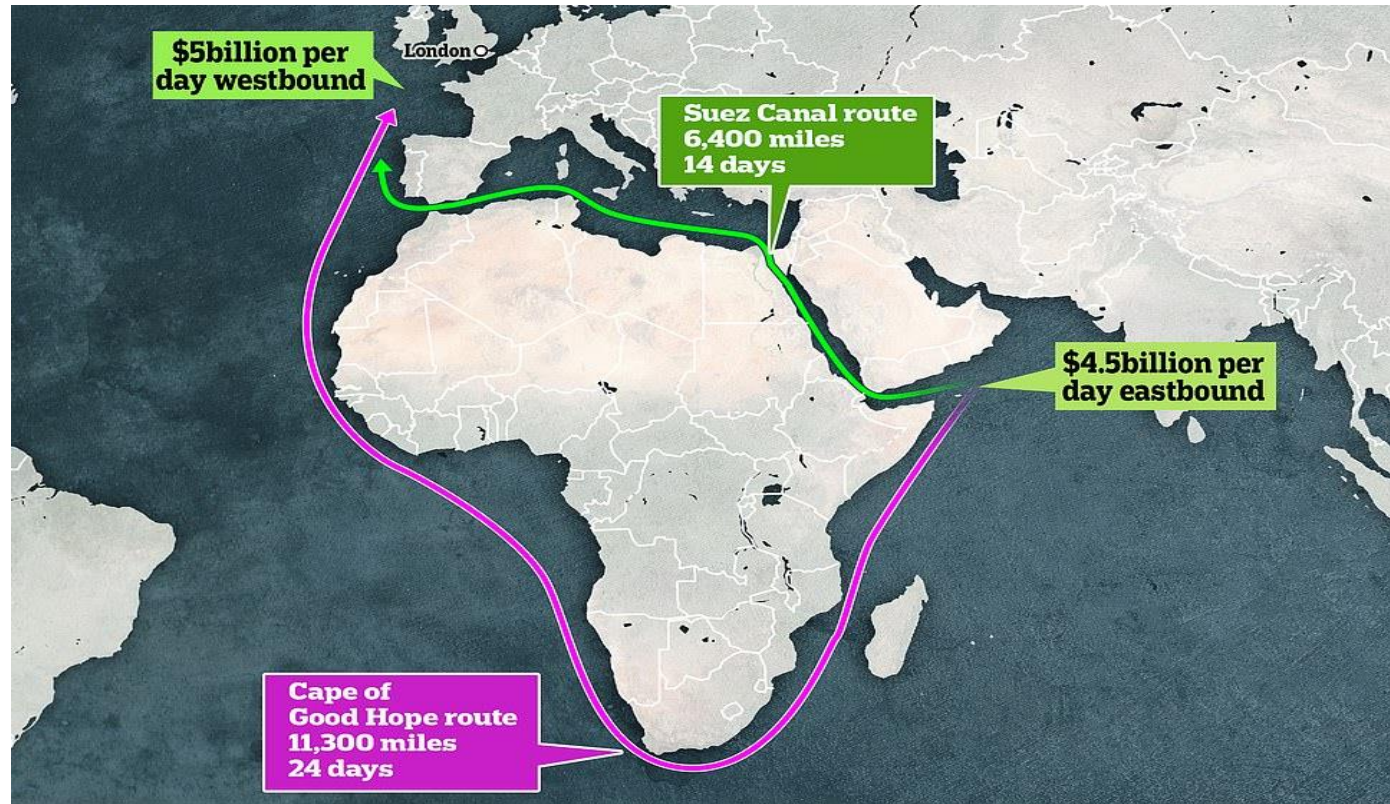 $5billion per
day westbound
London
Suez Canal route
6,400 miles
14 days
$4.5billion per
day eastbound
Cape of
Good Hope route
11,300 miles
24 days